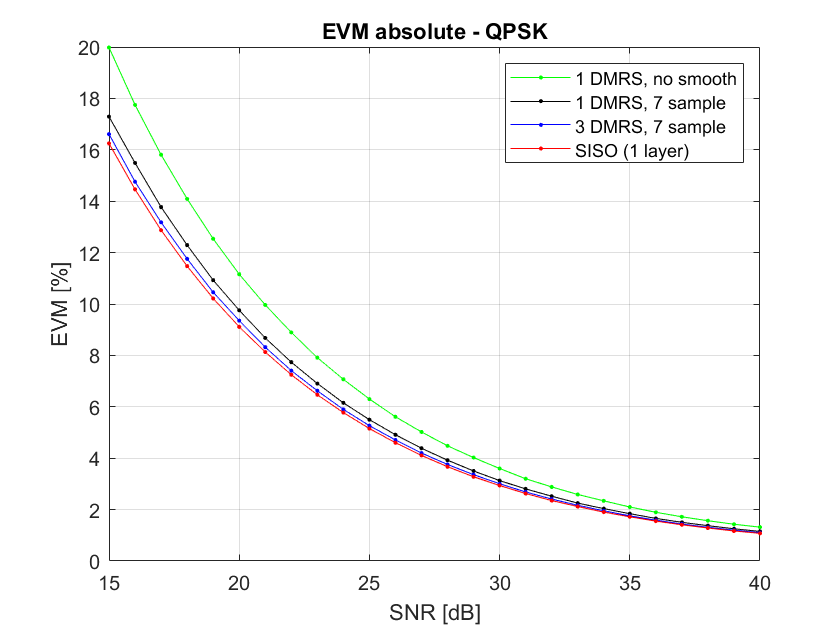 EVM absolute - QPSK
1 DMRS, no smooth
1 DMRS, 7 sample
3 DMRS, 7 sample
SISO (1 layer)
EVM [%]
20
18
16
14
12
10
8
6
4
2
0
15 20 25 30 35 40
SNR [dB]